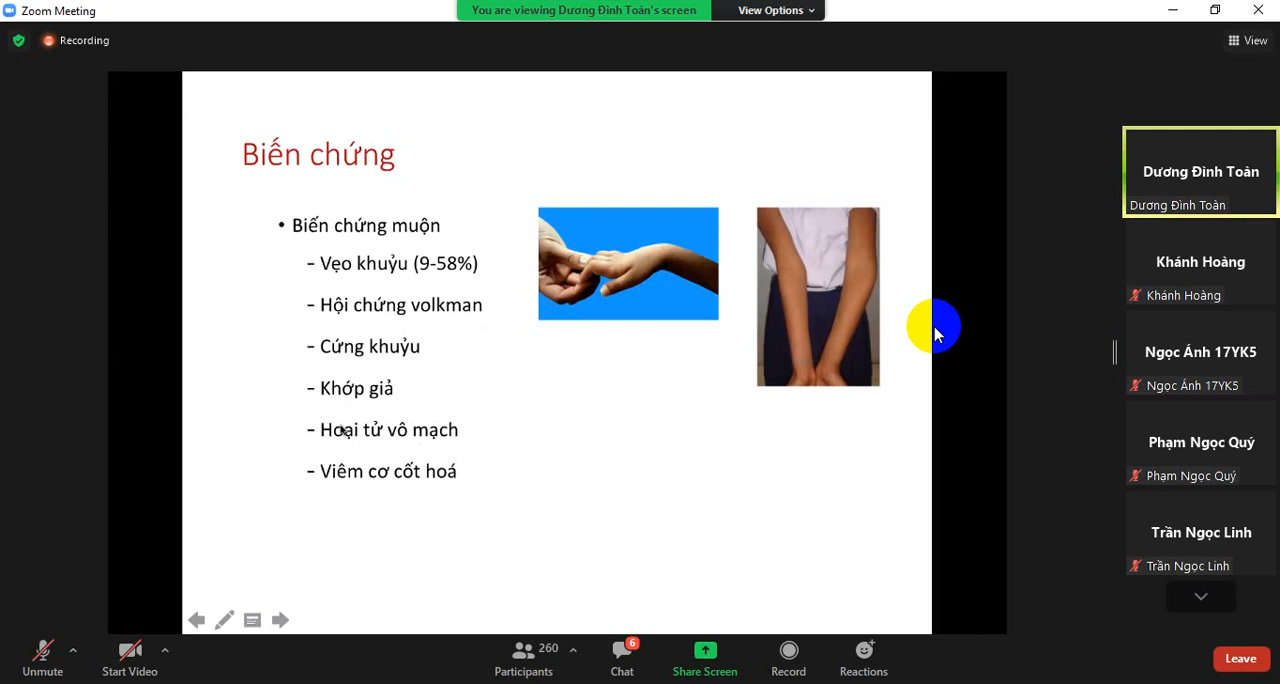 Zoom Meeting
You are viewing Dương Đình Toàn's screen
View Options
Recording
View
Biến chứng
• Biến chứng muộn
- Vẹo khuỷu (9-58%)
- Hội chứng volkman
- Cứng khuỷu
- Khớp giả
- Hoại tử vô mạch
- Viêm cơ cốt hoá
Dương Đình Toàn
Dương Đình Toàn
Khánh Hoàng
Khánh Hoàng
Ngọc Ánh 17YK5
Ngọc Ánh 17YK5
Phạm Ngọc Quý
Phạm Ngọc Quý
Trần Ngọc Linh
Trần Ngọc Linh
Unmute
Start Video
260
Participants
6
Chat
Share Screen
Record
Reactions
Leave